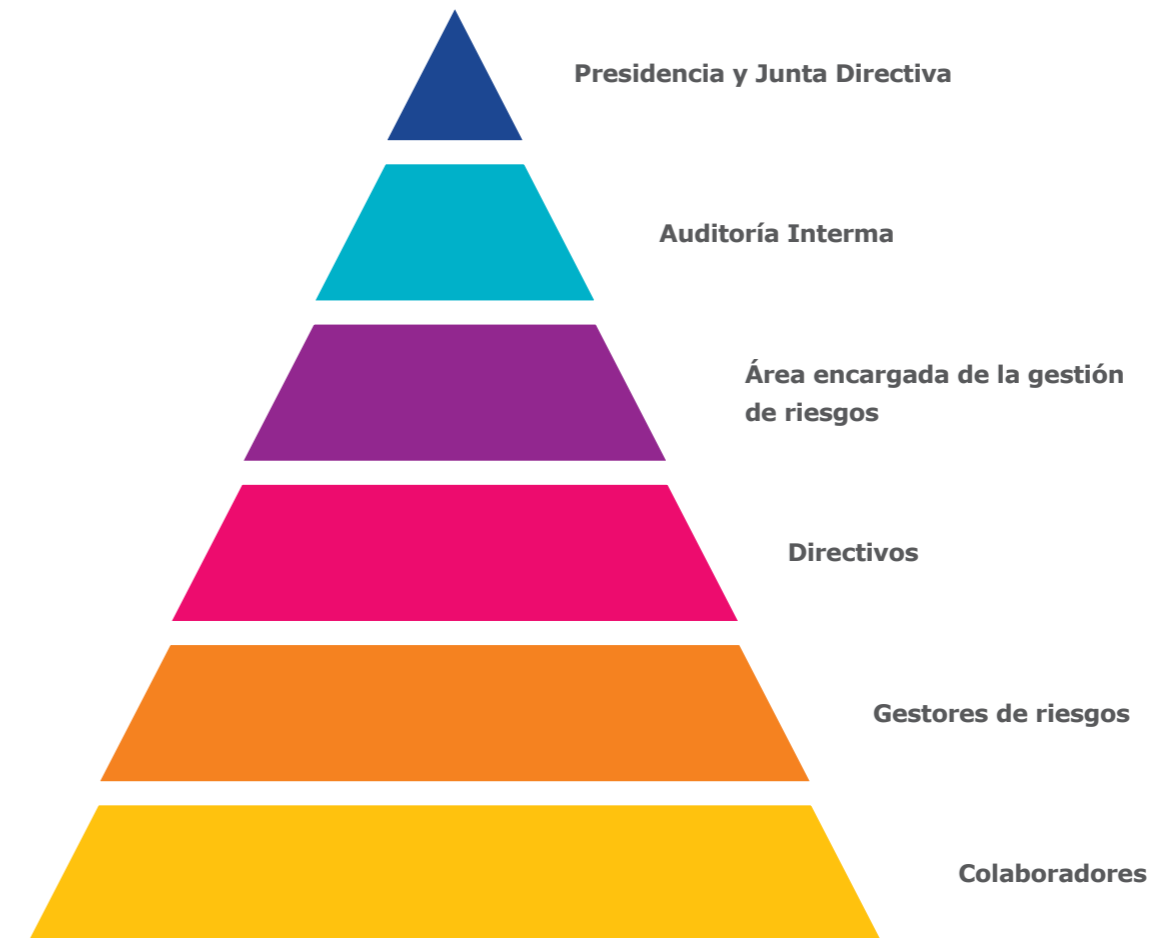 Presidencia y Junta Directiva
Auditoría Interma
Área encargada de la gestión
de riesgos
Directivos
Gestores de riesgos
Colaboradores